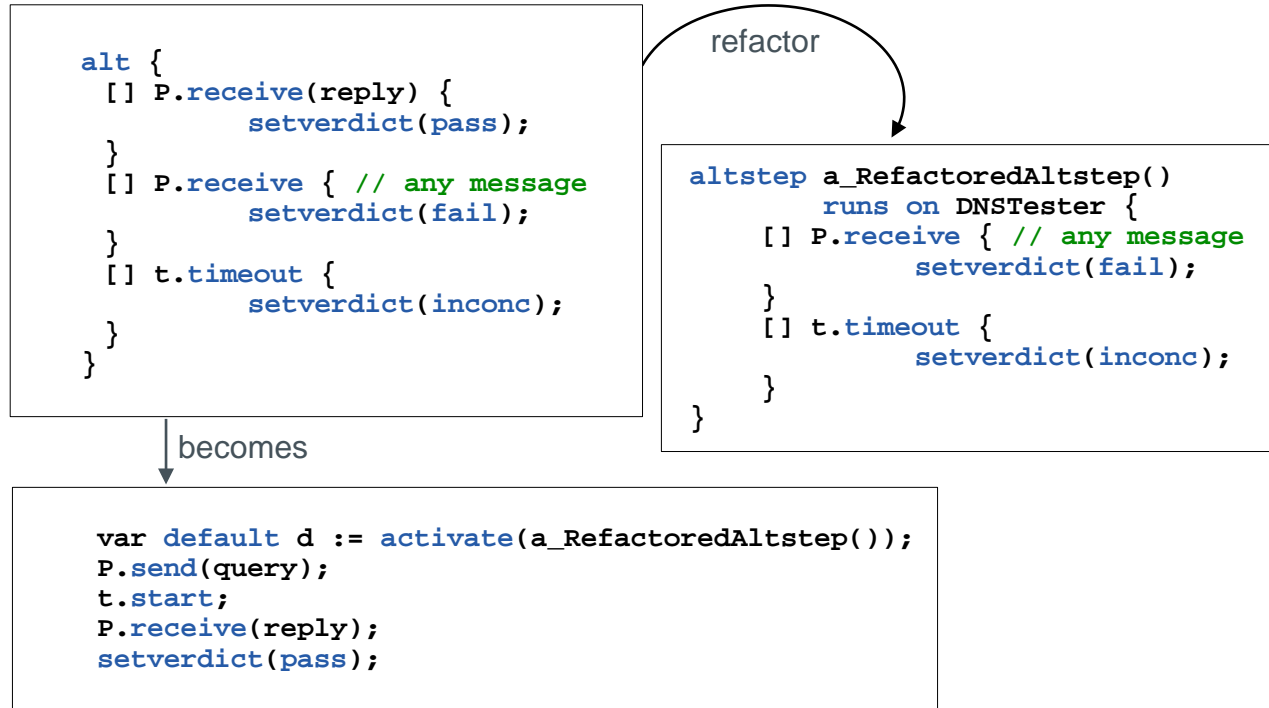 alt {
[] P.receive(reply) {
setverdict(pass);
}
[] P.receive { // any message
setverdict(fail);
}
[] t.timeout {
setverdict(inconc);
}
}
refactor
altstep a_RefactoredAltstep()
runs on DNSTester {
[] P.receive { // any message
setverdict(fail);
}
[] t.timeout {
setverdict(inconc);
}
}
becomes
var default d := activate(a_RefactoredAltstep());
P.send(query);
t.start;
P.receive(reply);
setverdict(pass);